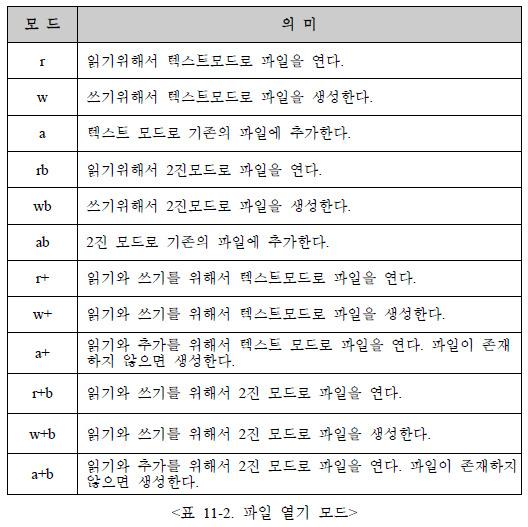 모 드 의 미
r 읽기위해서 텍스트모드로 파일을 연다.
w 쓰기위해서 텍스트모드로 파일을 생성한다.
a 텍스트 모드로 기존의 파일에 추가한다.
rb 읽기위해서 2진모드로 파일을 연다.
wb 쓰기위해서 2진모드로 파일을 생성한다.
ab 2진 모드로 기존의 파일에 추가한다.
r+ 읽기와 쓰기를 위해서 텍스트모드로 파일을 연다.
w+ 읽기와 쓰기를 위해서 텍스트모드로 파일을 생성한다.
a+ 읽기와 추가를 위해서 텍스트 모드로 파일을 연다. 파일이 존재
하지 않으면 생성한다.
r+b 읽기와 쓰기를 위해서 2진 모드로 파일을 연다.
w+b 읽기와 쓰기를 위해서 2진 모드로 파일을 생성한다.
a+b 읽기와 추가를 위해서 2진 모드로 파일을 연다. 파일이 존재하지
않으면 생성한다.
<표 11-2. 파일 열기 모드>